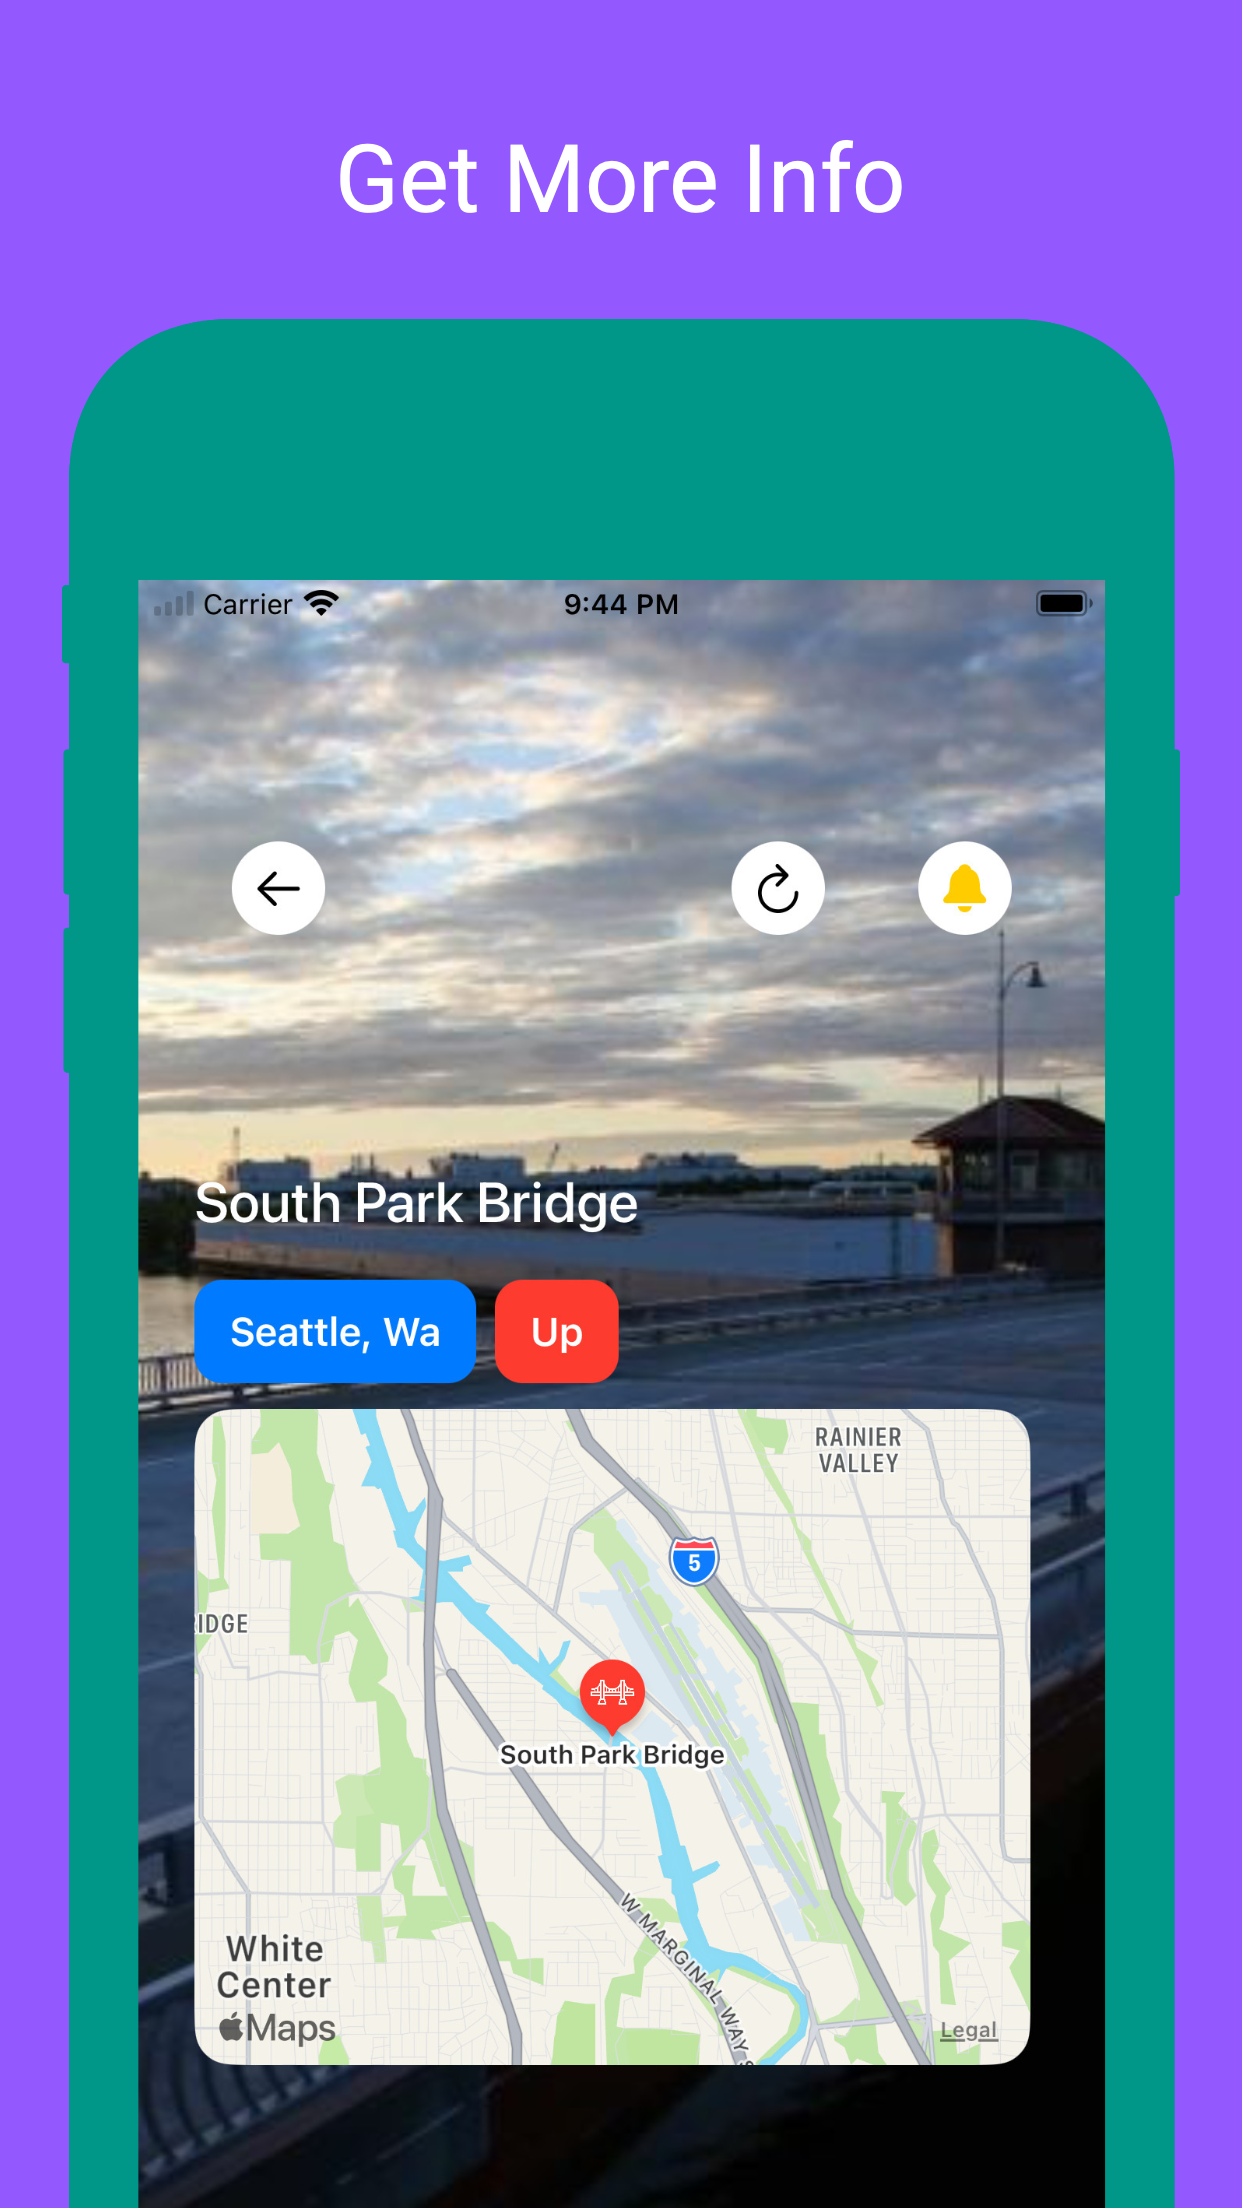 Get More Info
Carrier
9:44 PM
South Park Bridge
Seattle, Wa
Up
RAINIER
VALLEY
5
IDGE
South Park Bridge
W MARGINAL WAY S
White
Center
Maps
Legal